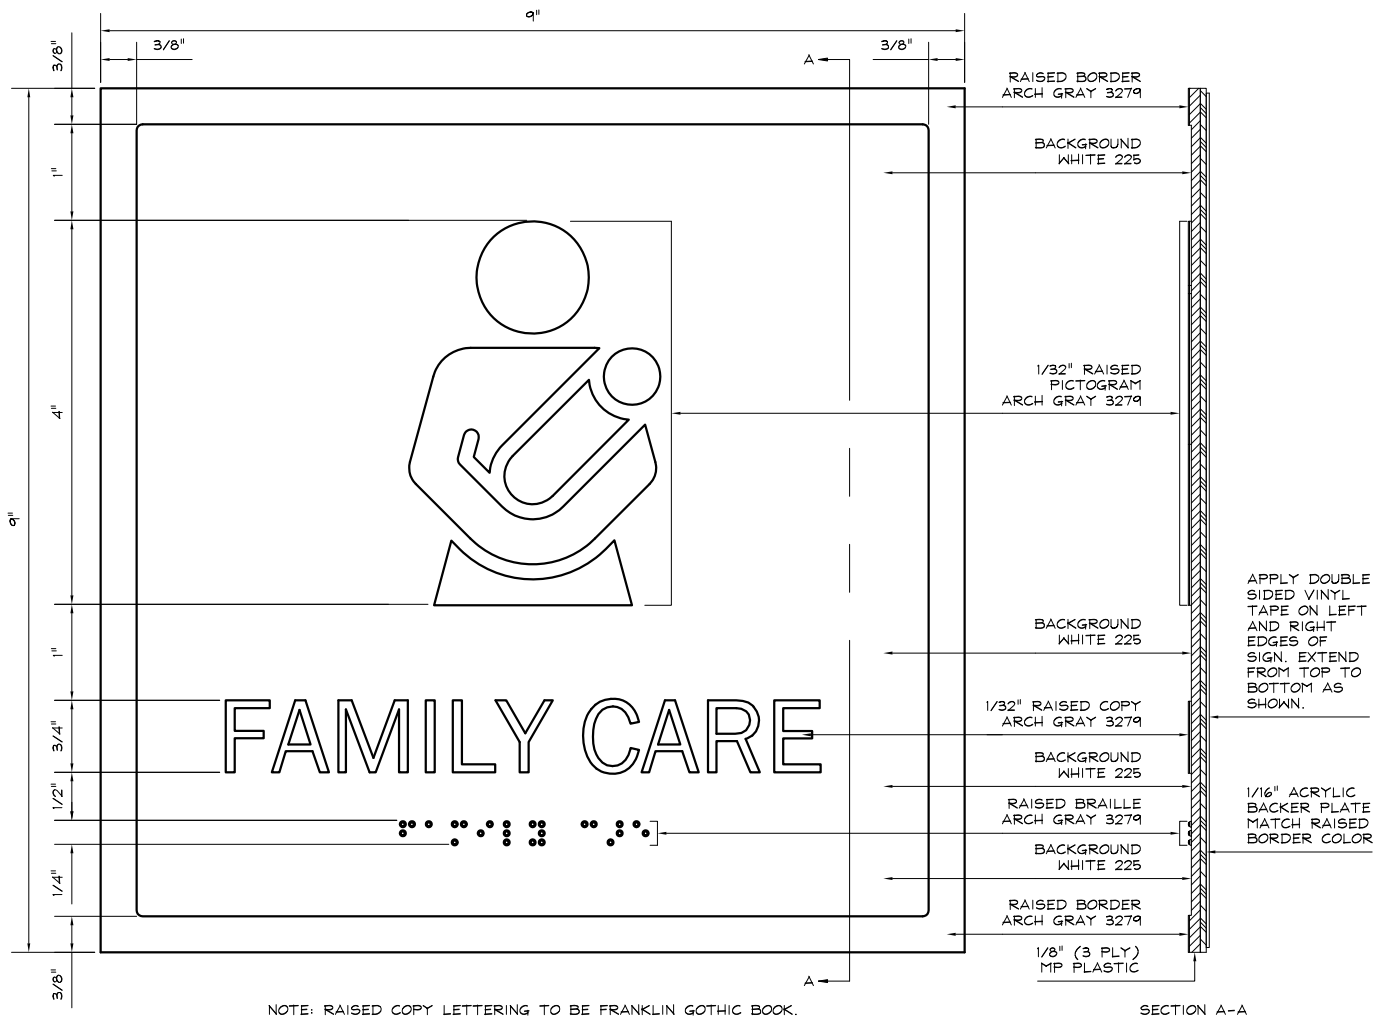 9"
3/8"
3/8"
3/8"
A
RAISED BORDER
ARCH GRAY 3279
BACKGROUND
WHITE 225
1"
4"
9"
1/32" RAISED
PICTOGRAM
ARCH GRAY 3279
APPLY DOUBLE
SIDED VINYL
TAPE ON LEFT
AND RIGHT
EDGES OF
SIGN. EXTEND
FROM TOP TO
BOTTOM AS
SHOWN.
BACKGROUND
WHITE 225
1"
FAMILY CARE
3/4"
1/32" RAISED COPY
ARCH GRAY 3279
BACKGROUND
WHITE 225
1/2"
1/16" ACRYLIC
BACKER PLATE
MATCH RAISED
BORDER COLOR
RAISED BRAILLE
ARCH GRAY 3279
BACKGROUND
WHITE 225
1/4"
RAISED BORDER
ARCH GRAY 3279
1/8" (3 PLY)
MP PLASTIC
3/8"
A
NOTE: RAISED COPY LETTERING TO BE FRANKLIN GOTHIC BOOK.
SECTION A-A